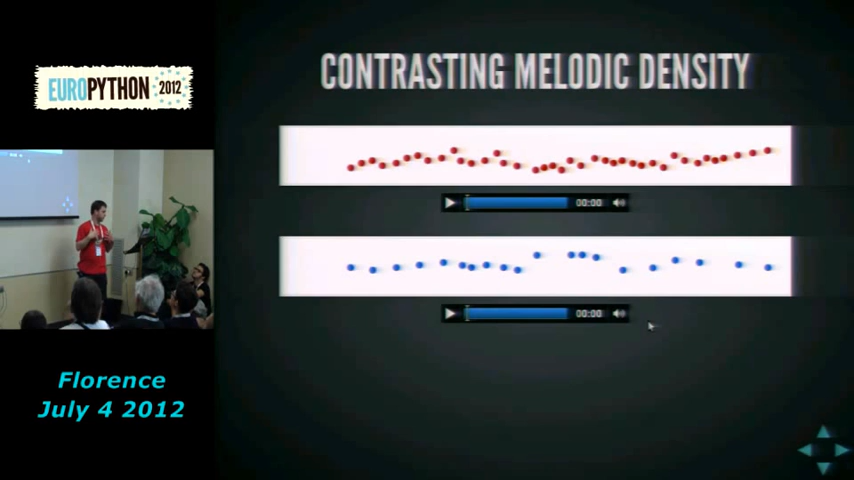 EUROPYTHON 2012
CONTRASTING MELODIC DENSITY
00:00
00:00
Florence
July 4 2012